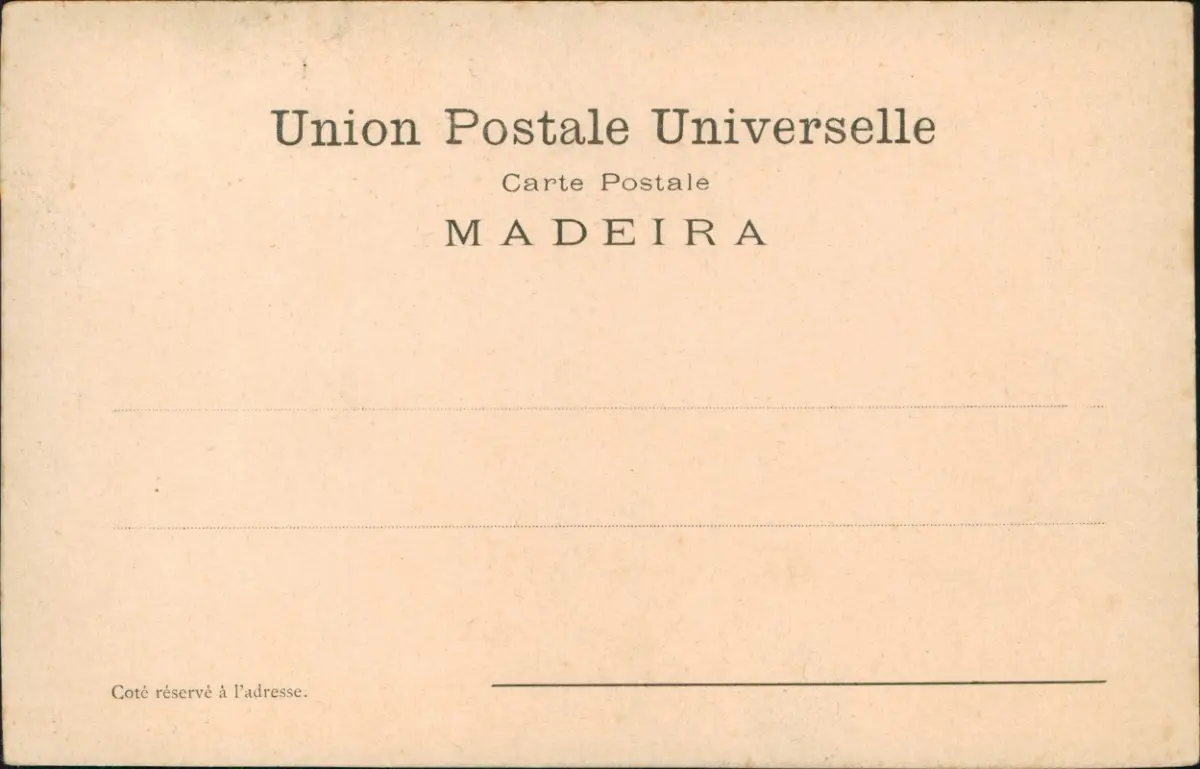 Union Postale Universelle
Carte Postale
MADEIRA
Coté réservé à l'adresse.